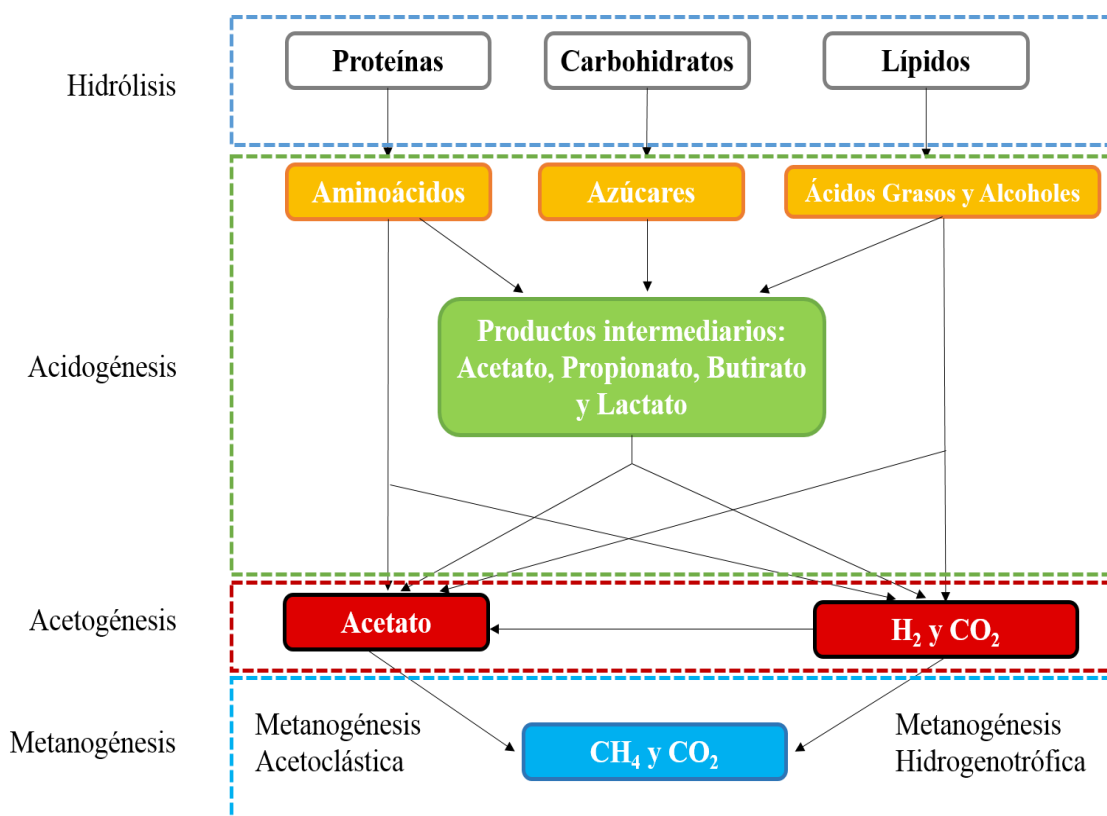 Hidrólisis
Proteínas
Carbohidratos
Lípidos
Aminoácidos
Azúcares
Ácidos Grasos y Alcoholes
Acidogénesis
Productos intermediarios:
Acetato, Propionato, Butirato
y Lactato
Acetogénesis
Acetato
H₂ y CO₂
Metanogénesis
Metanogénesis
Acetoclástica
CH₄ y CO₂
Metanogénesis
Hidrogenotrófica